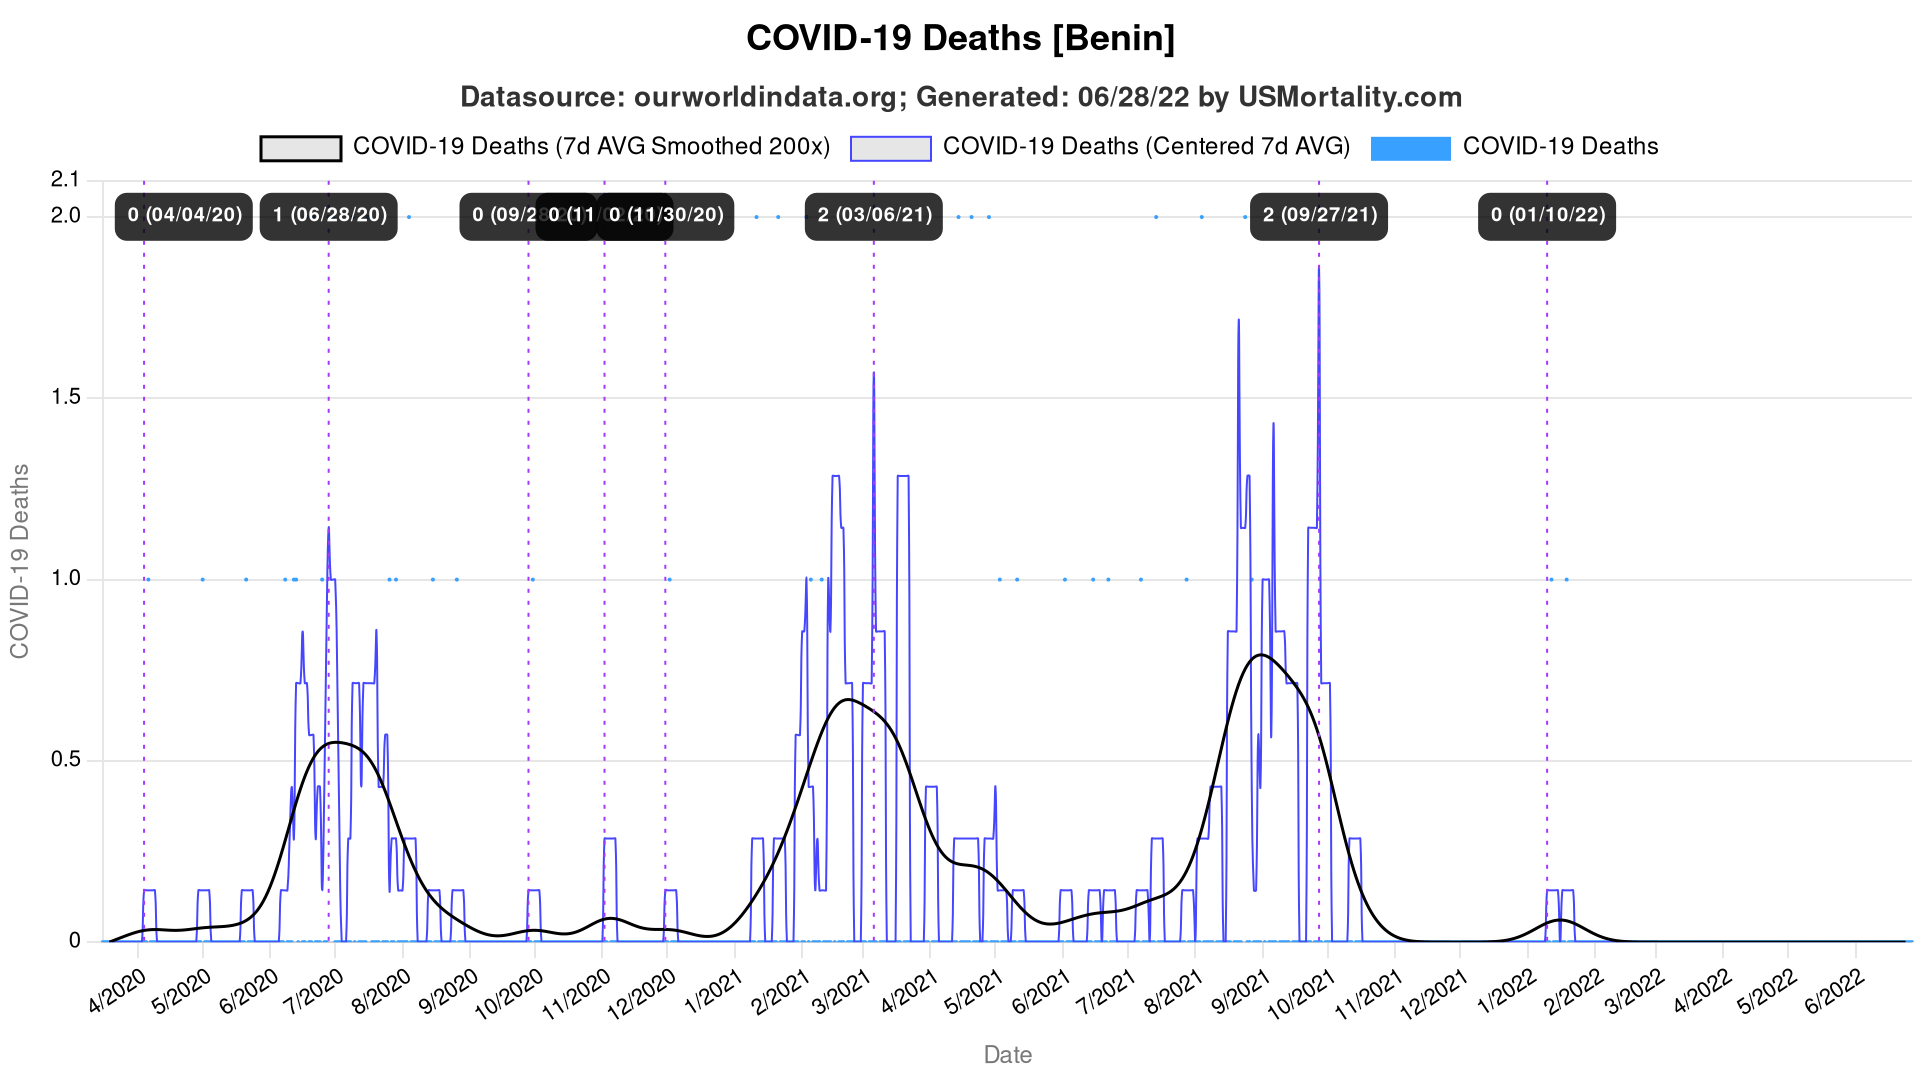 COVID-19 Deaths [Benin]
Datasource: ourworldindata.org; Generated: 06/28/22 by USMortality.com
COVID-19 Deaths (7d AVG Smoothed 200x) COVID-19 Deaths (Centered 7d AVG) COVID-19 Deaths
2.1
0 (04/04/20) 1 (06/28/20) 0 (09/2 0 (11/ 0 (11/30/20) 2 (03/06/21) 2 (09/27/21) 0 (01/10/22)
2.0
1.5
1.0
0.5
0
COVID-19 Deaths
4/2020 5/2020 6/2020 7/2020 8/2020 9/2020 10/2020 11/2020 12/2020 1/2021 2/2021 3/2021 4/2021 5/2021 6/2021 7/2021 8/2021 9/2021 10/2021 11/2021 12/2021 1/2022 2/2022 3/2022 4/2022 5/2022 6/2022
Date